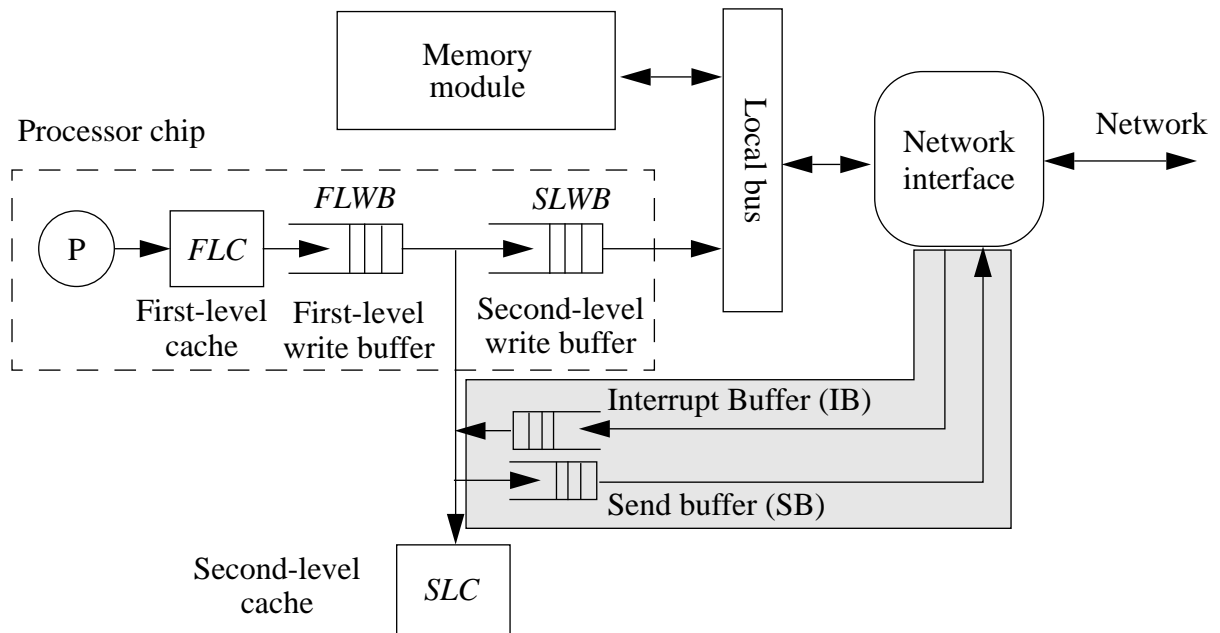 Memory
module
Processor chip
Local bus
Network
interface
Network
FLWB
SLWB
P
FLC
First-level
cache
First-level
write buffer
Second-level
write buffer
Interrupt Buffer (IB)
Send buffer (SB)
Second-level
cache
SLC